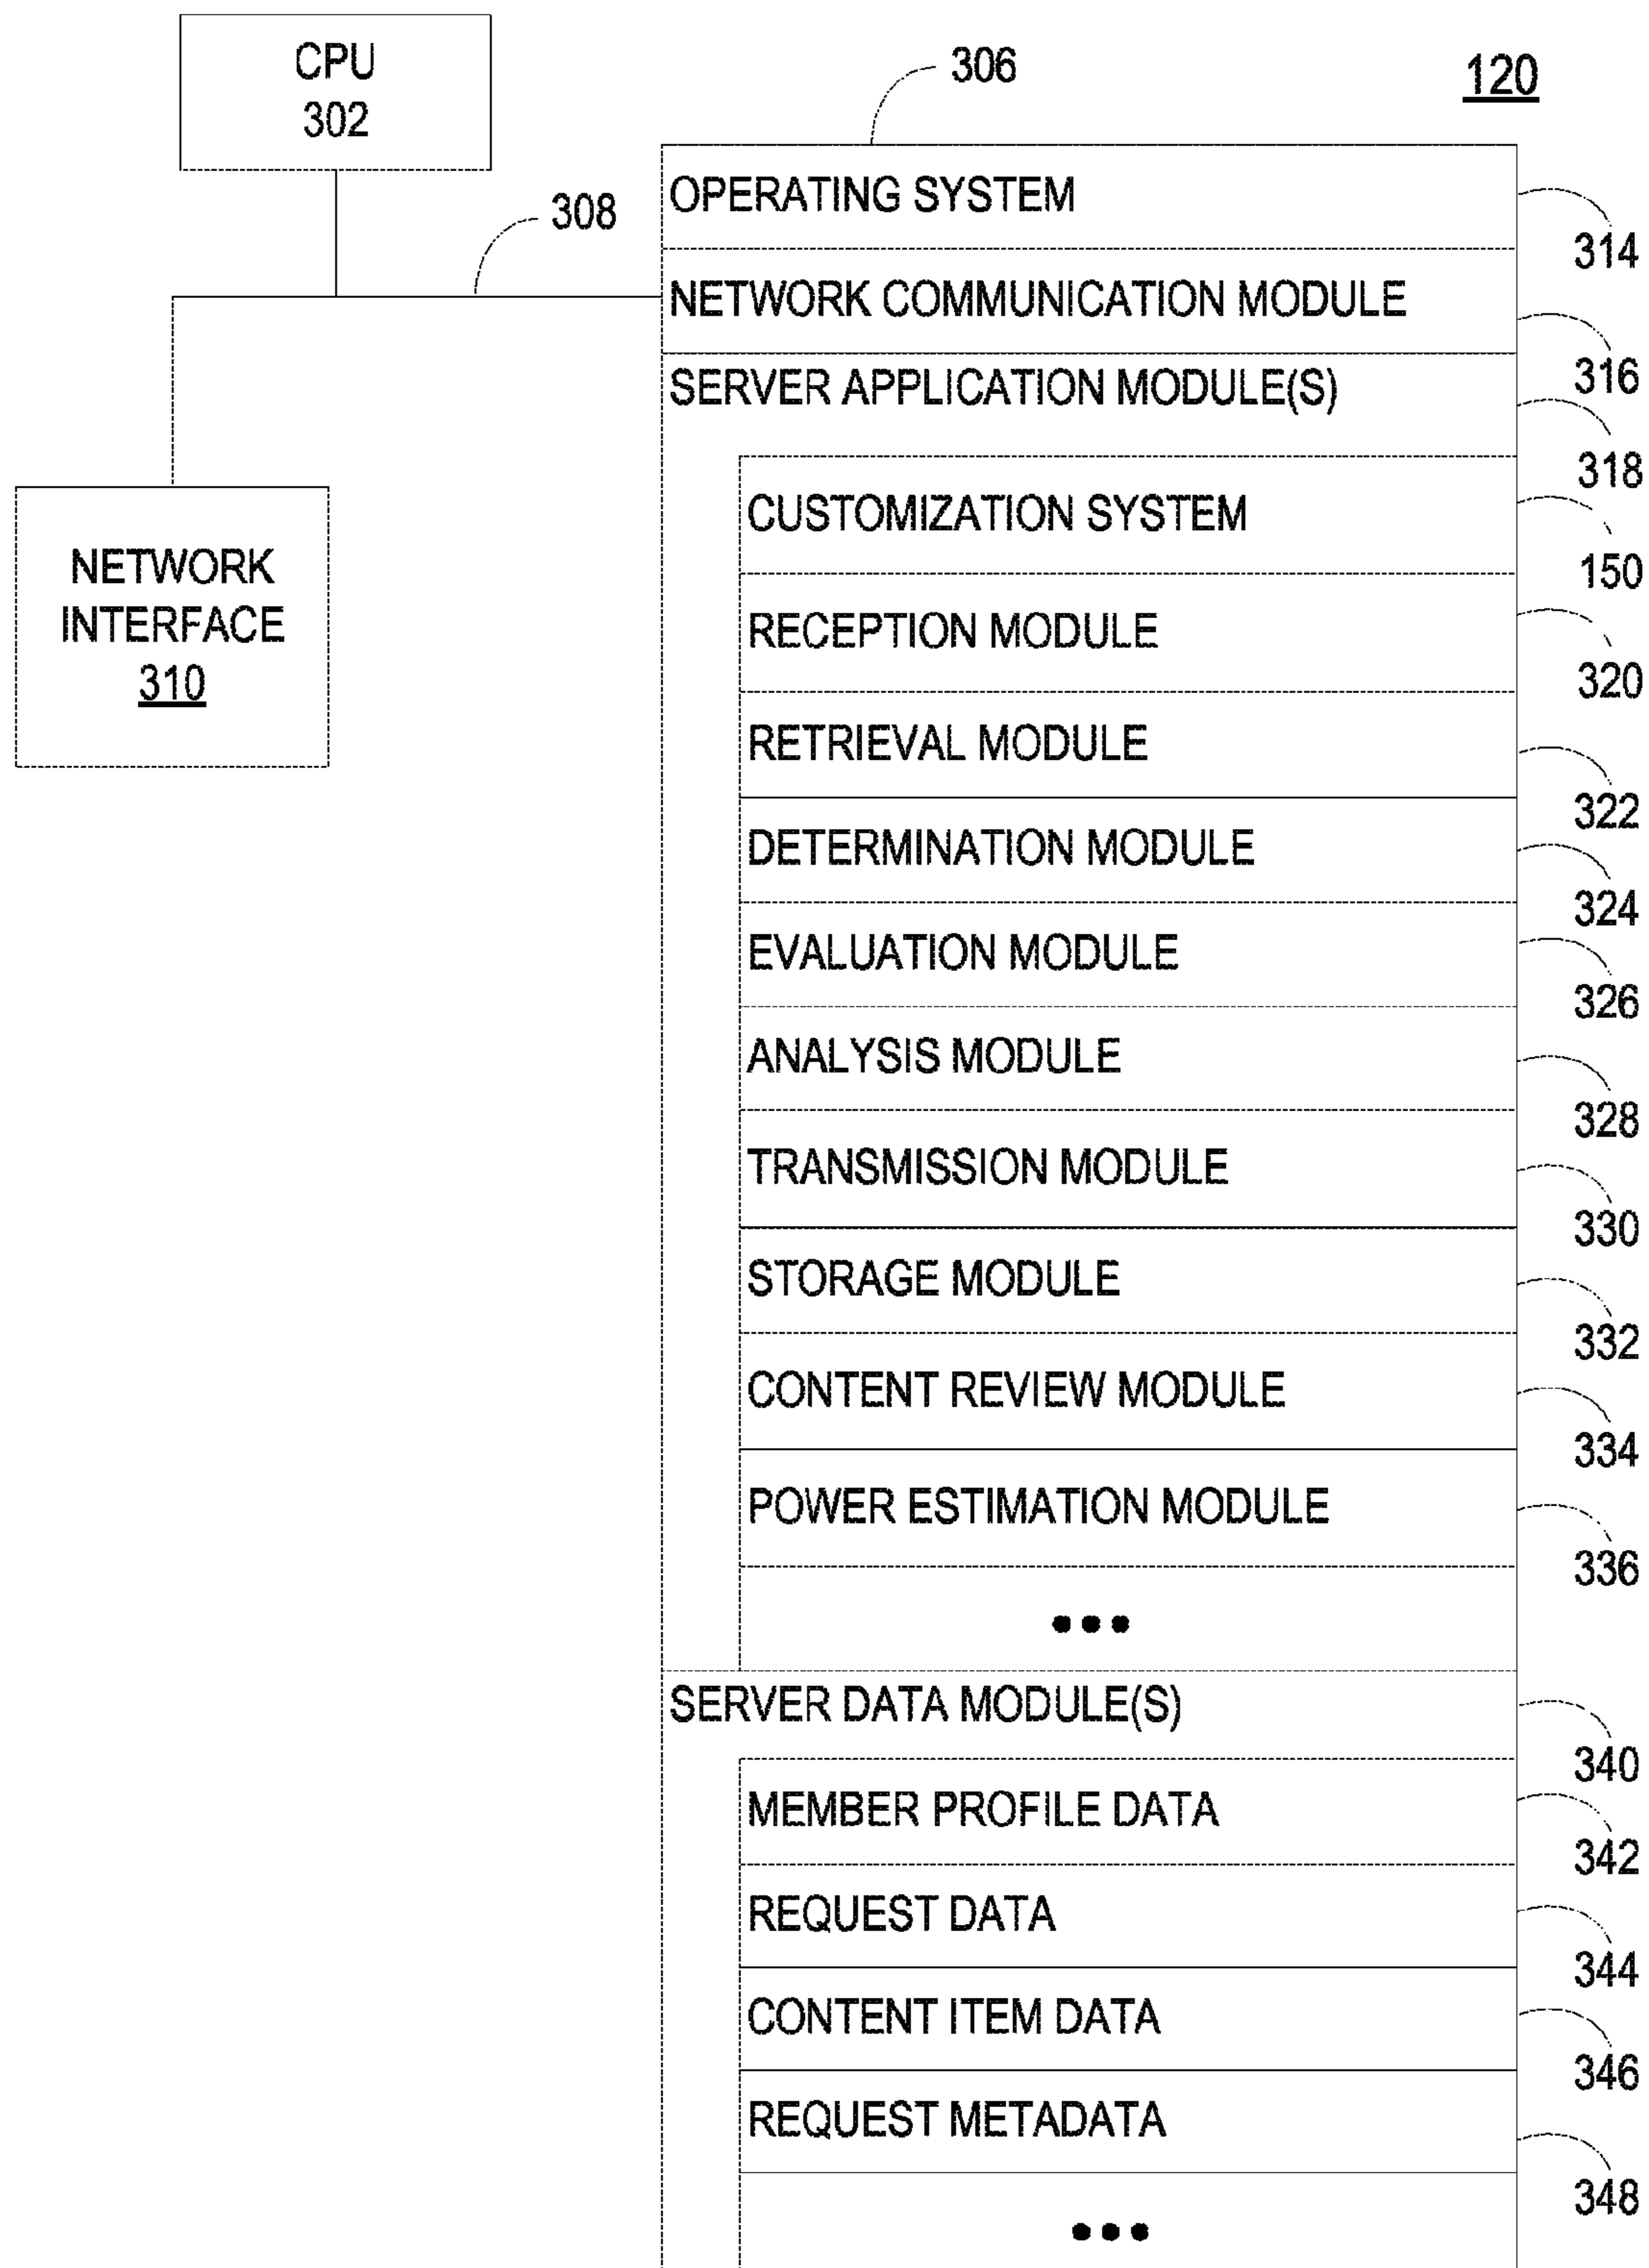 CPU
302
306
120
308
OPERATING SYSTEM
314
NETWORK COMMUNICATION MODULE
316
SERVER APPLICATION MODULE(S)
318
NETWORK
INTERFACE
310
CUSTOMIZATION SYSTEM
150
RECEPTION MODULE
320
RETRIEVAL MODULE
322
DETERMINATION MODULE
324
EVALUATION MODULE
326
ANALYSIS MODULE
328
TRANSMISSION MODULE
330
STORAGE MODULE
332
CONTENT REVIEW MODULE
334
POWER ESTIMATION MODULE
336
•••
SERVER DATA MODULE(S)
340
MEMBER PROFILE DATA
342
REQUEST DATA
344
CONTENT ITEM DATA
346
REQUEST METADATA
348
•••